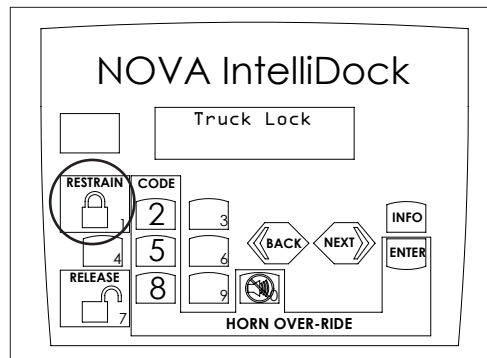 NOVA IntelliDock
Truck Lock
RESTRAIN
CODE
1
2
3
INFO
4
5
6
BACK
NEXT
ENTER
RELEASE
7
8
9
0
HORN OVER-RIDE